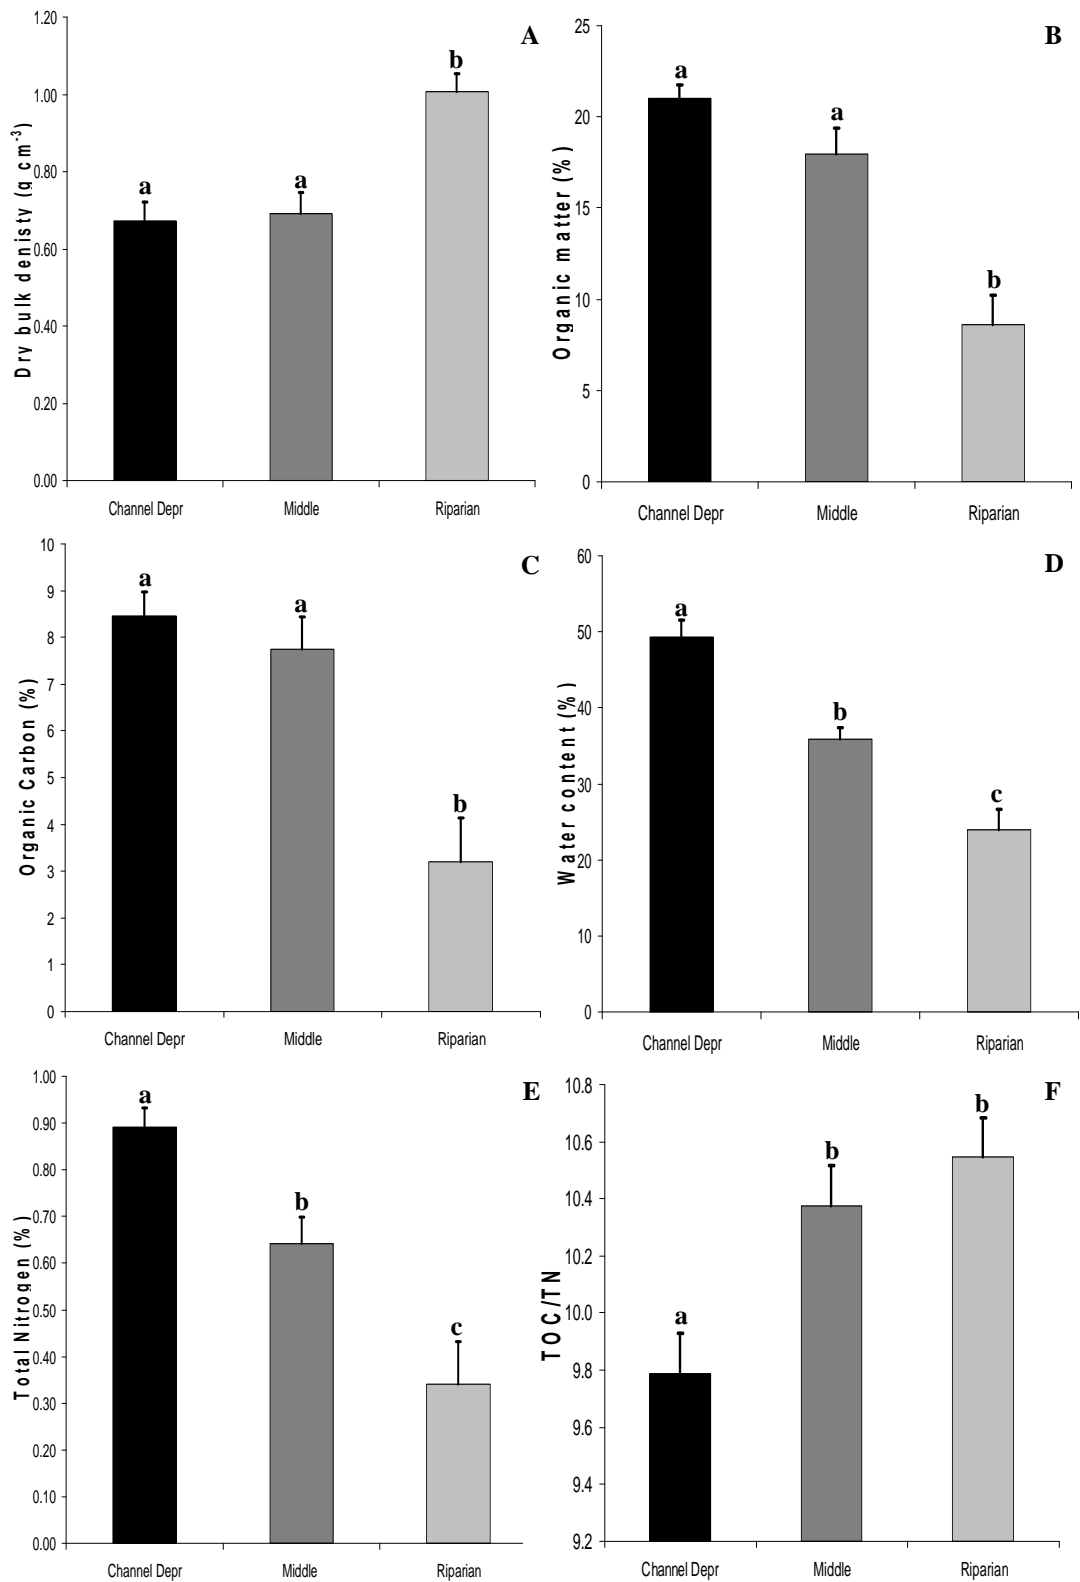 A
Dry bulk denisty (g cm-3)
1.20
1.00
0.80
0.60
0.40
0.20
0.00
a
a
b
Channel Depr Middle Riparian
B
Organic matter (%)
25
20
15
10
5
0
a
a
b
Channel Depr Middle Riparian
C
Organic Carbon (%)
10
9
8
7
6
5
4
3
2
1
0
a
a
b
Channel Depr Middle Riparian
D
Water content (%)
60
50
40
30
20
10
0
a
b
c
Channel Depr Middle Riparian
E
Total Nitrogen (%)
1.00
0.90
0.80
0.70
0.60
0.50
0.40
0.30
0.20
0.10
0.00
a
b
c
Channel Depr Middle Riparian
F
TOC/TN
10.8
10.6
10.4
10.2
10.0
9.8
9.6
9.4
9.2
a
b
b
Channel Depr Middle Riparian